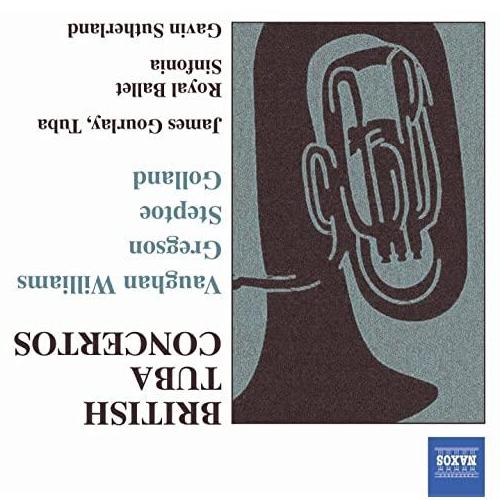 NAXOS
BRITISH
TUBA
CONCERTOS
Vaughan Williams
Gregson
Steptoe
Golland
James Gourlay, Tuba
Royal Ballet
Sinfonia
Gavin Sutherland